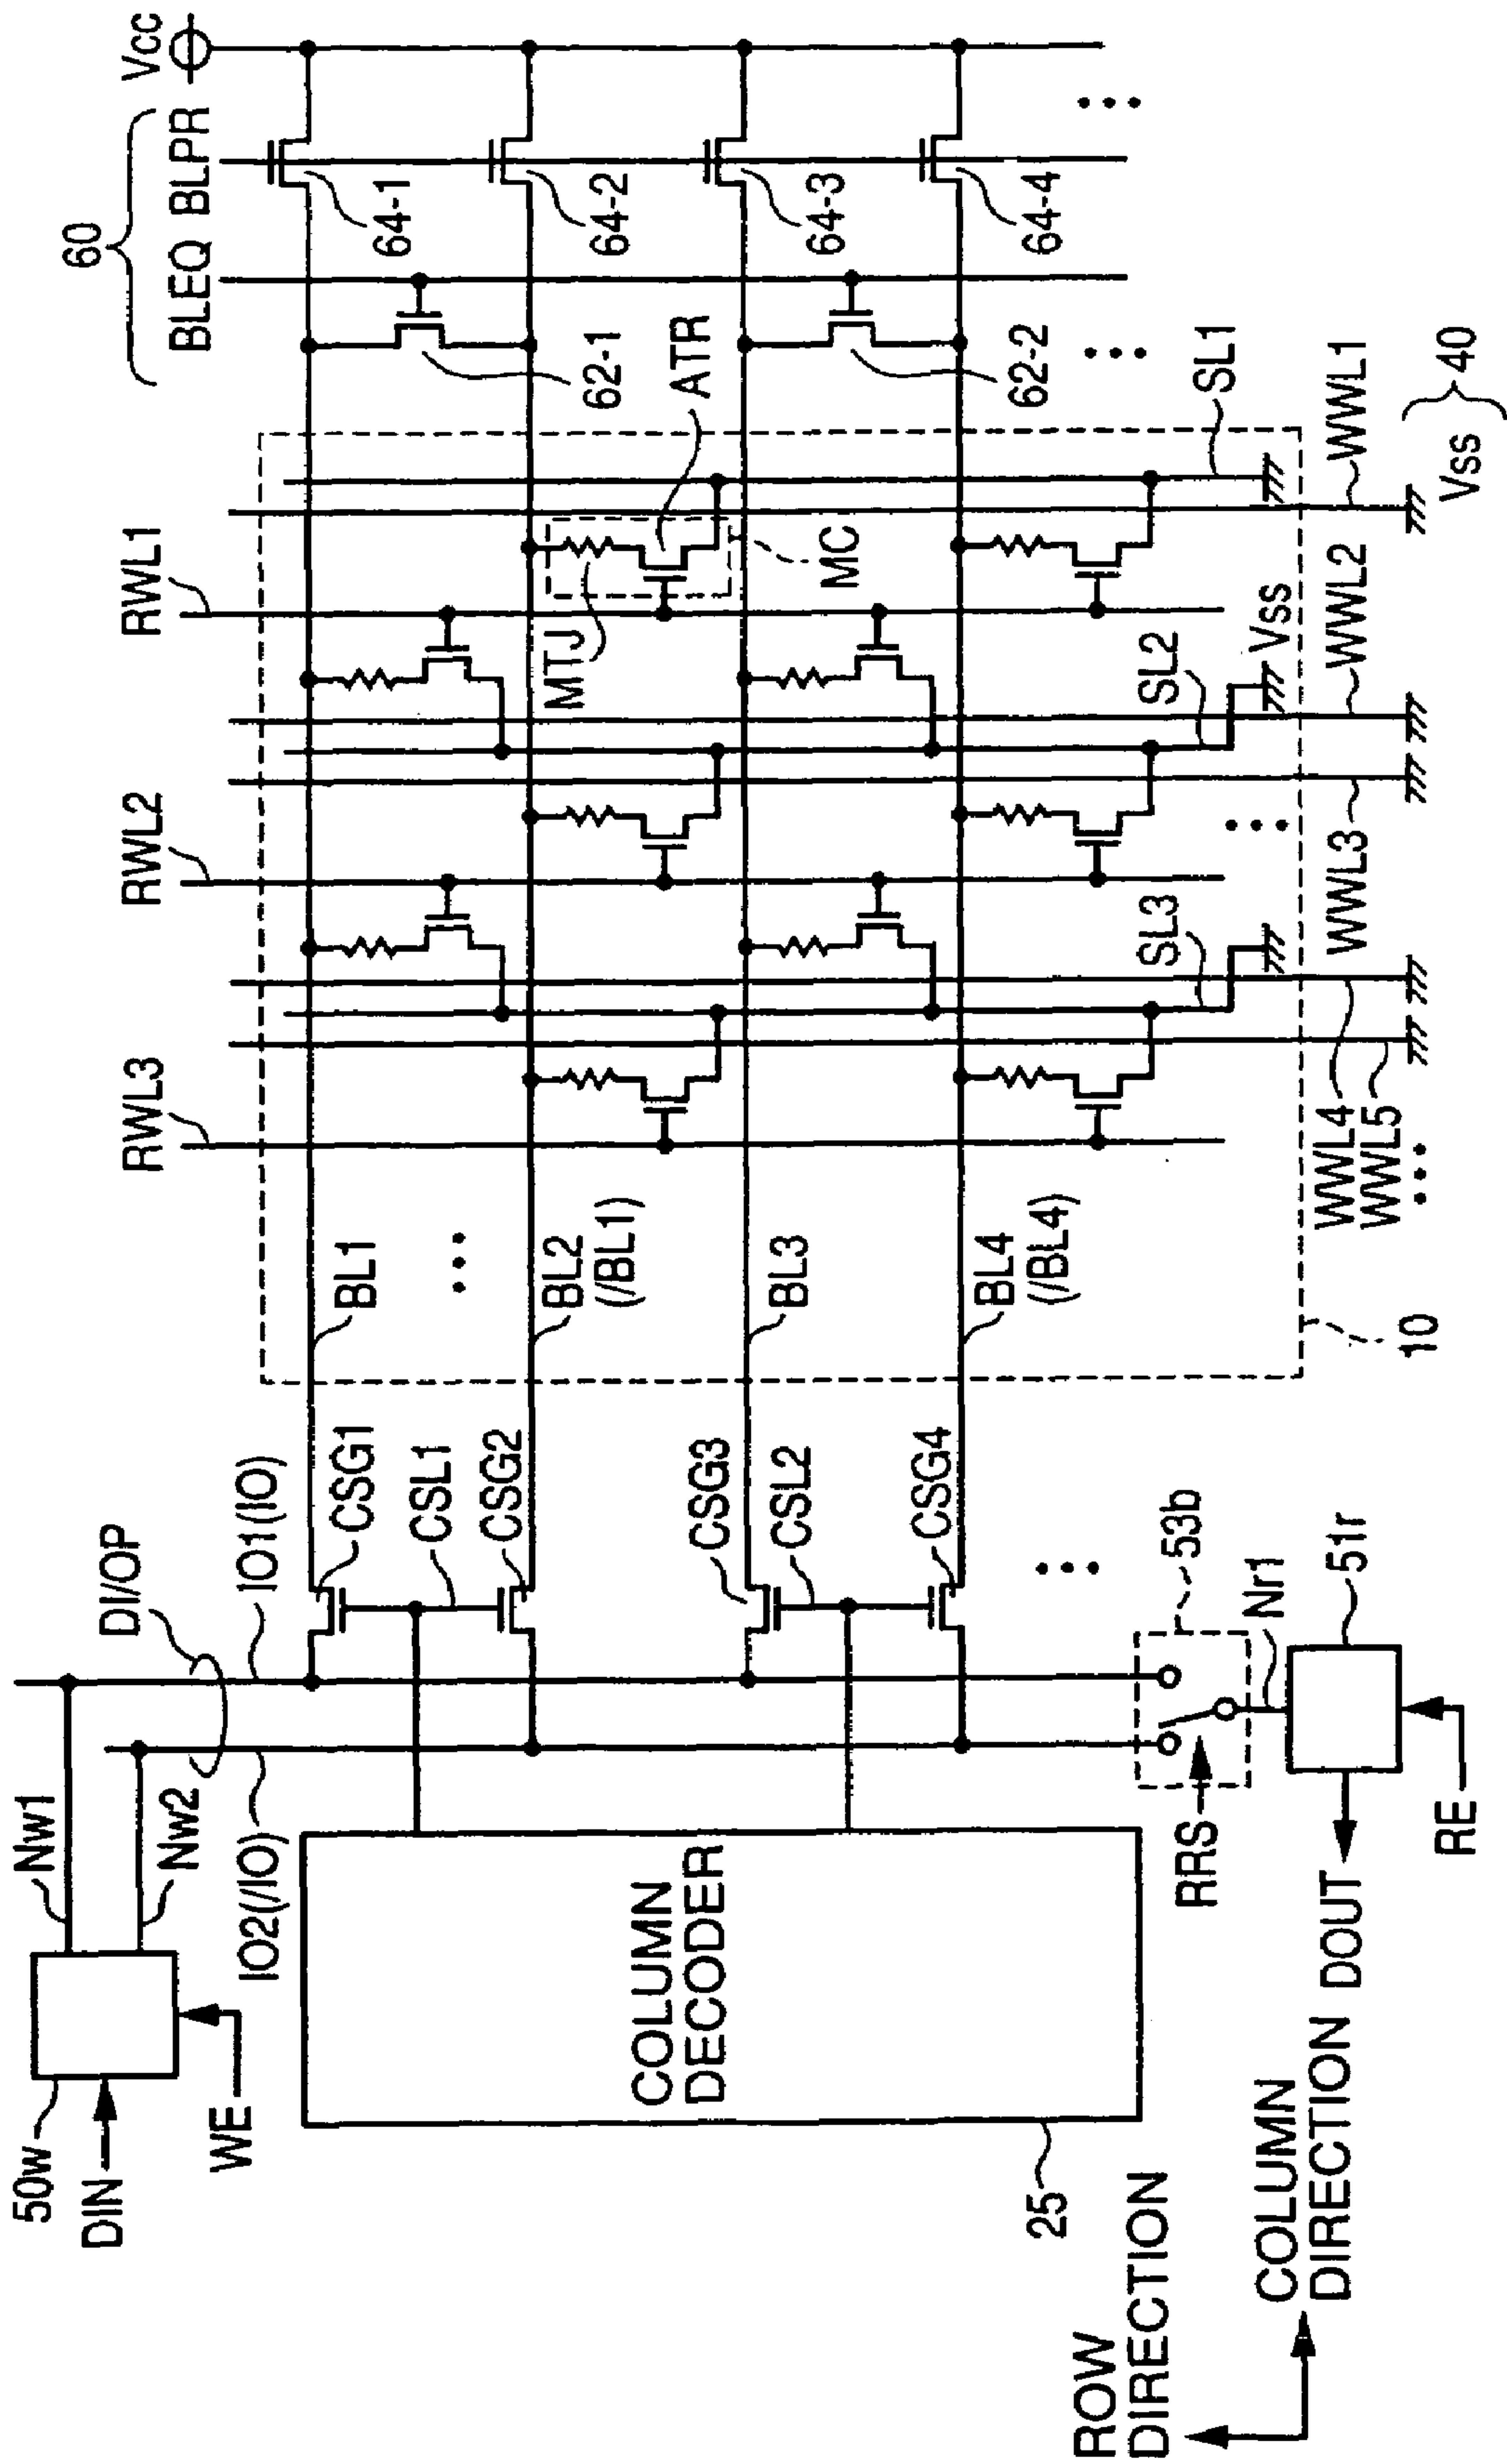 60
BLEQ BLPR Vcc
64-1
64-2
64-3
64-4
62-1
62-2
ATR
RWL1
RWL2
RWL3
MTJ
MC
SL1
WWL1
Vss
40
WWL2
Vss
SL2
WWL3
SL3
WWL4
WWL5
BL1
BL2
(/BL1)
BL3
BL4
(/BL4)
10
CSG1
CSL1
CSG2
CSG3
CSL2
CSG4
IO1(IO)
DI/OP
IO2(/IO)
Nw1
Nw2
50w
DIN
WE
COLUMN
DECODER
25
53b
Nr1
51r
RRS
DOUT
RE
ROW
DIRECTION
COLUMN
DIRECTION